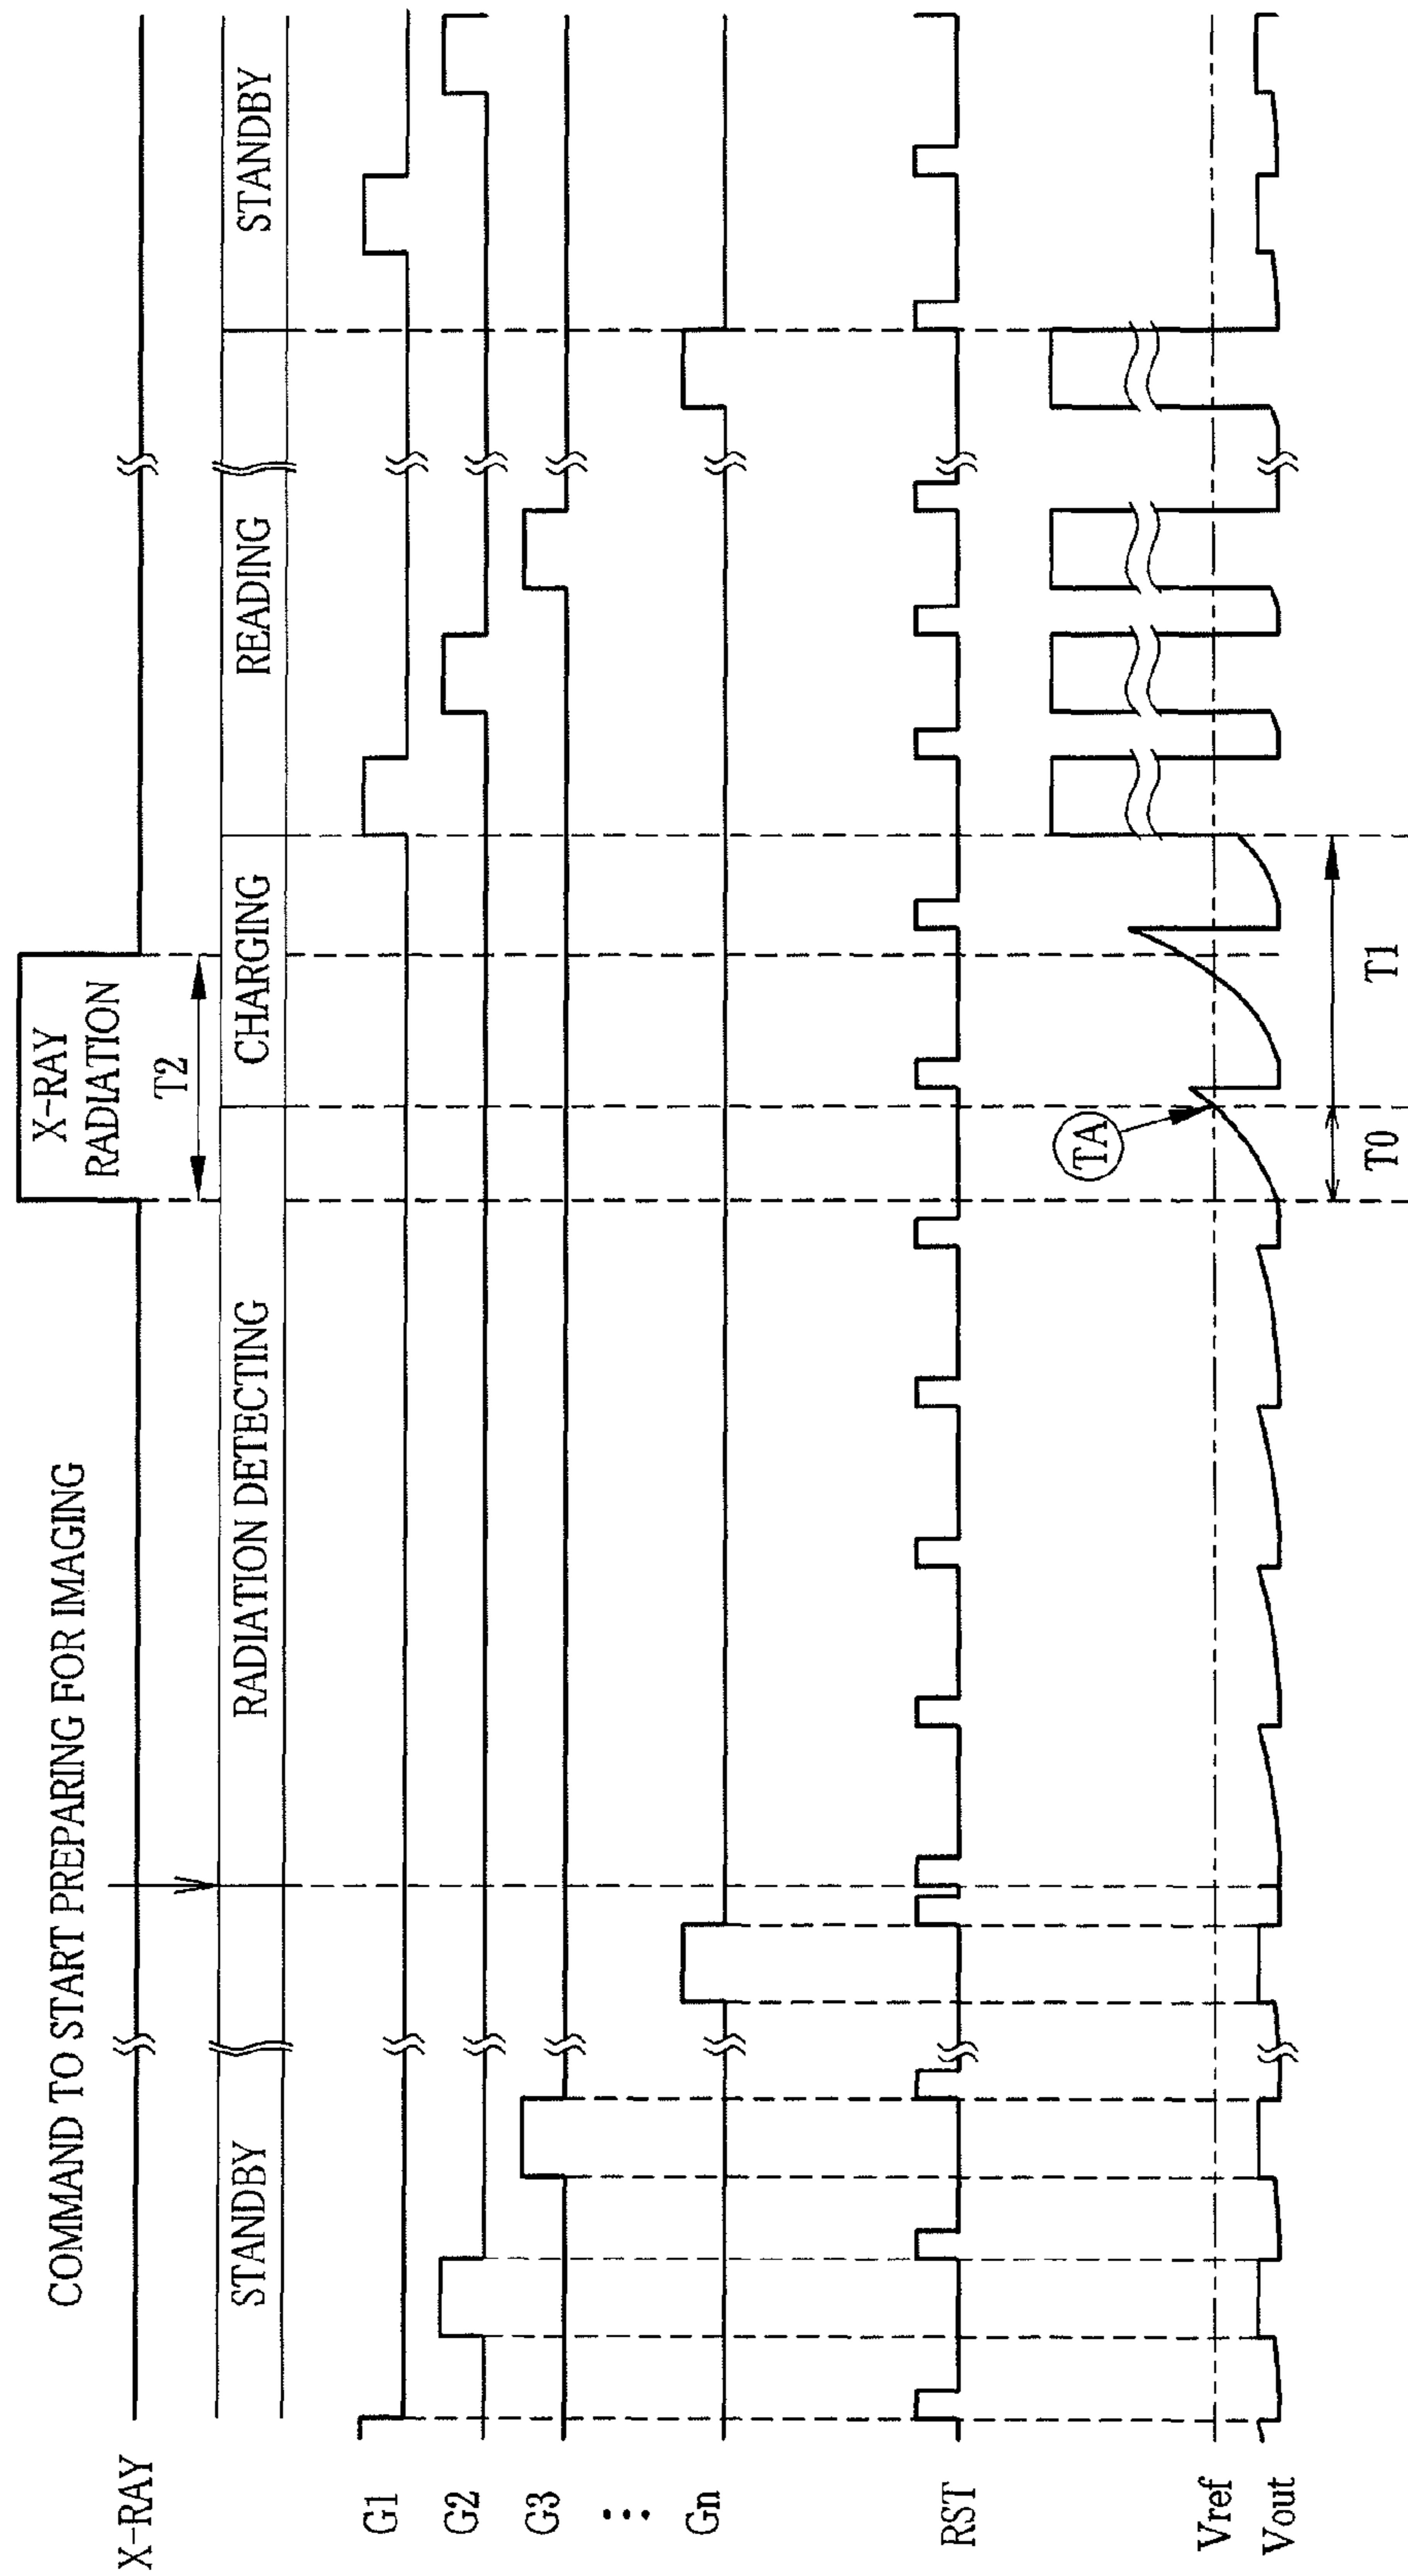 COMMAND TO START PREPARING FOR IMAGING
X-RAY
RADIATION
X-RAY
T2
STANDBY
RADIATION DETECTING
CHARGING
READING
STANDBY
G1
G2
G3
Gn
RST
TA
Vref
Vout
T0
T1